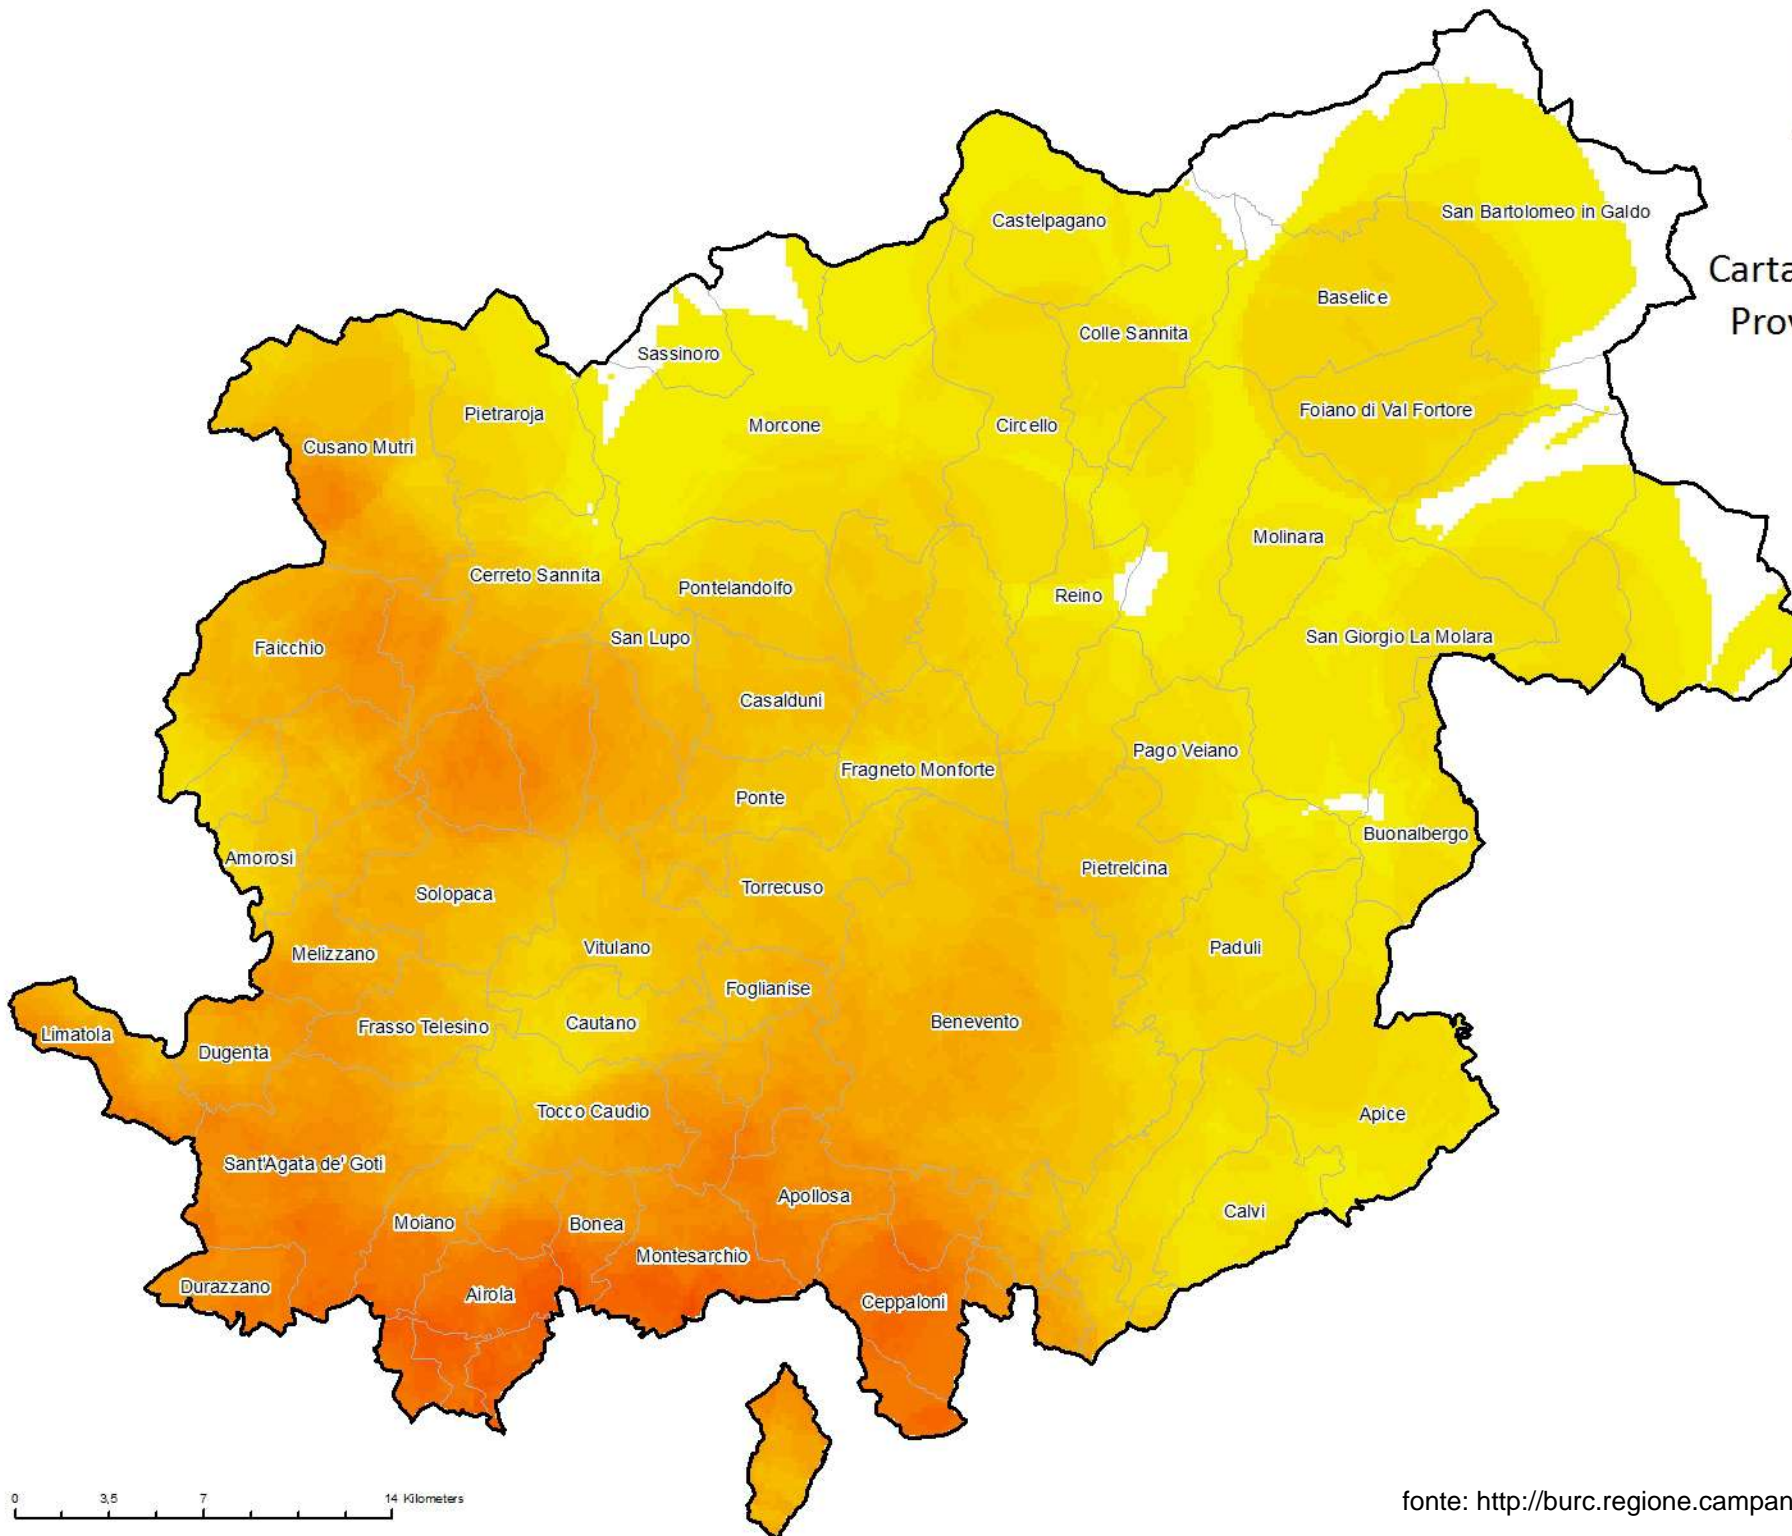 San Bartolomeo in Galdo
Castelpagano
Carta
Baselice
Prov
Colle Sannita
Sassinoro
Pietraroja
Foiano di Val Fortore
Morcone
Circello
Cusano Mutri
Molinara
Cerreto Sannita
Pontelandolfo
Reino
San Lupo
San Giorgio La Molara
Faicchio
Casalduni
Pago Veiano
Fragneto Monforte
Ponte
Buonalbergo
Amorosi
Pietrelcina
Torrecuso
Solopaca
Vitulano
Paduli
Melizzano
Foglianise
Benevento
Cautano
Frasso Telesino
Limatola
Dugenta
Tocco Caudio
Apice
Sant'Agata de' Goti
Apollosa
Calvi
Moiano
Bonea
Montesarchio
Durazzano
Airola
Ceppaloni
0 3,5 7 14 Kilometers
fonte: http://burc.regione.campan